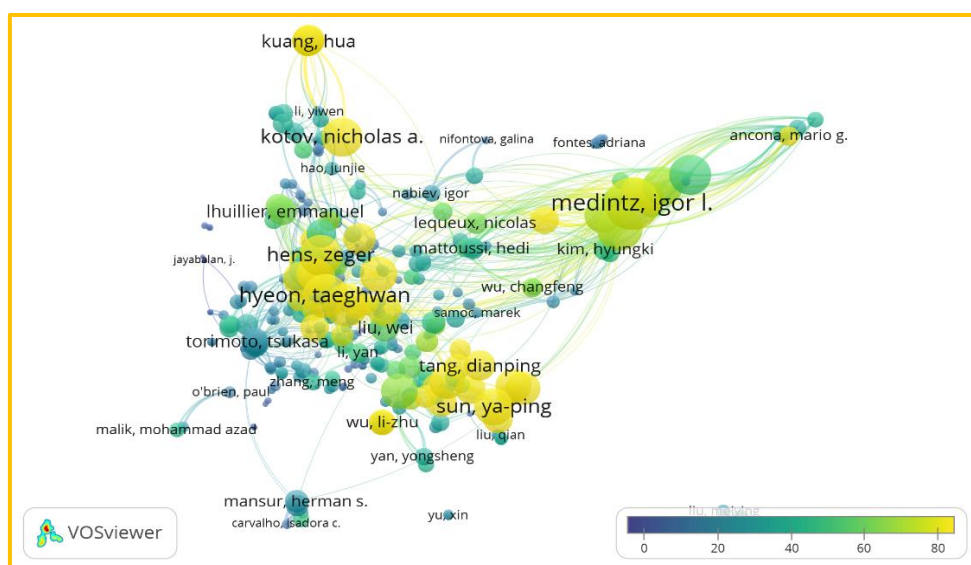 kuang, hua
li, yiwen
kotov, nicholas a.
nifontova, galina
fontes, adriana
ancona, mario g.
hao, junjie
nabiev, igor
medintz, igor l.
lhuillier, emmanuel
lequeux, nicolas
hens, zeger
mattoussi, hedi
kim, hyungki
jayabalan, j.
wu, changfeng
hyeon, taeghwan
samoc, marek
liu, wei
torimoto, tsukasa
li, yan
tang, dianping
zhang, meng
o'brien, paul
sun, ya-ping
wu, li-zhu
malik, mohammad azad
liu, qian
yan, yongsheng
mansur, herman s.
carvalho, isadora c.
yu, xin
liu, meiying
VOSviewer
0 20 40 60 80